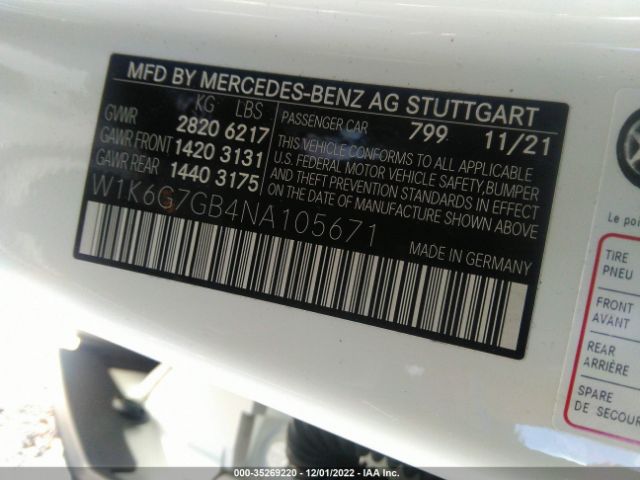 MFD BY MERCEDES-BENZ AG STUTTGART
KG LBS
GVWR 2820 6217
GAWR FRONT 1420 3131
GAWR REAR 1440 3175
PASSENGER CAR 799 11/21
THIS VEHICLE CONFORMS TO ALL APPLICABLE
U.S. FEDERAL MOTOR VEHICLE SAFETY, BUMPER
AND THEFT PREVENTION STANDARDS IN EFFECT
ON THE DATE OF MANUFACTURE SHOWN ABOVE
W1K6G7GB4NA105671
MADE IN GERMANY
Le
TIRE
PNEU
FRONT
AVANT
REAR
ARRIÈRE
SPARE
DE SECOUR
000-35269220 - 12/01/2022 - IAA Inc.